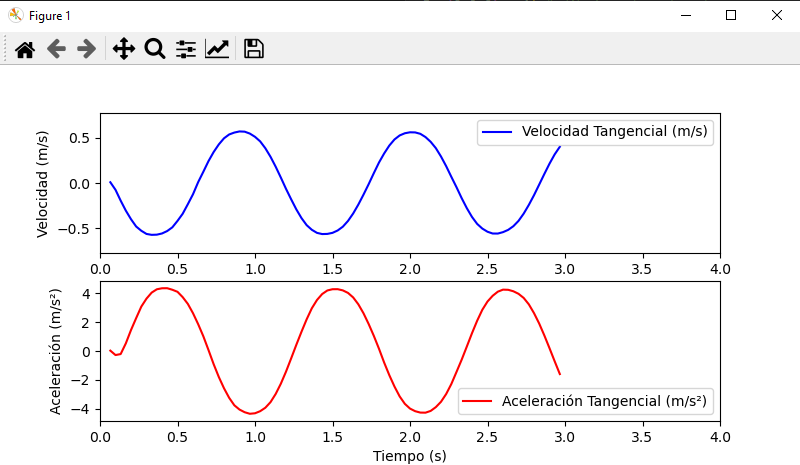 Figure 1
Velocidad (m/s)
0.5
0.0
−0.5
Velocidad Tangencial (m/s)
0.0 0.5 1.0 1.5 2.0 2.5 3.0 3.5 4.0
Aceleración (m/s²)
4
2
0
−2
−4
Aceleración Tangencial (m/s²)
0.0 0.5 1.0 1.5 2.0 2.5 3.0 3.5 4.0
Tiempo (s)